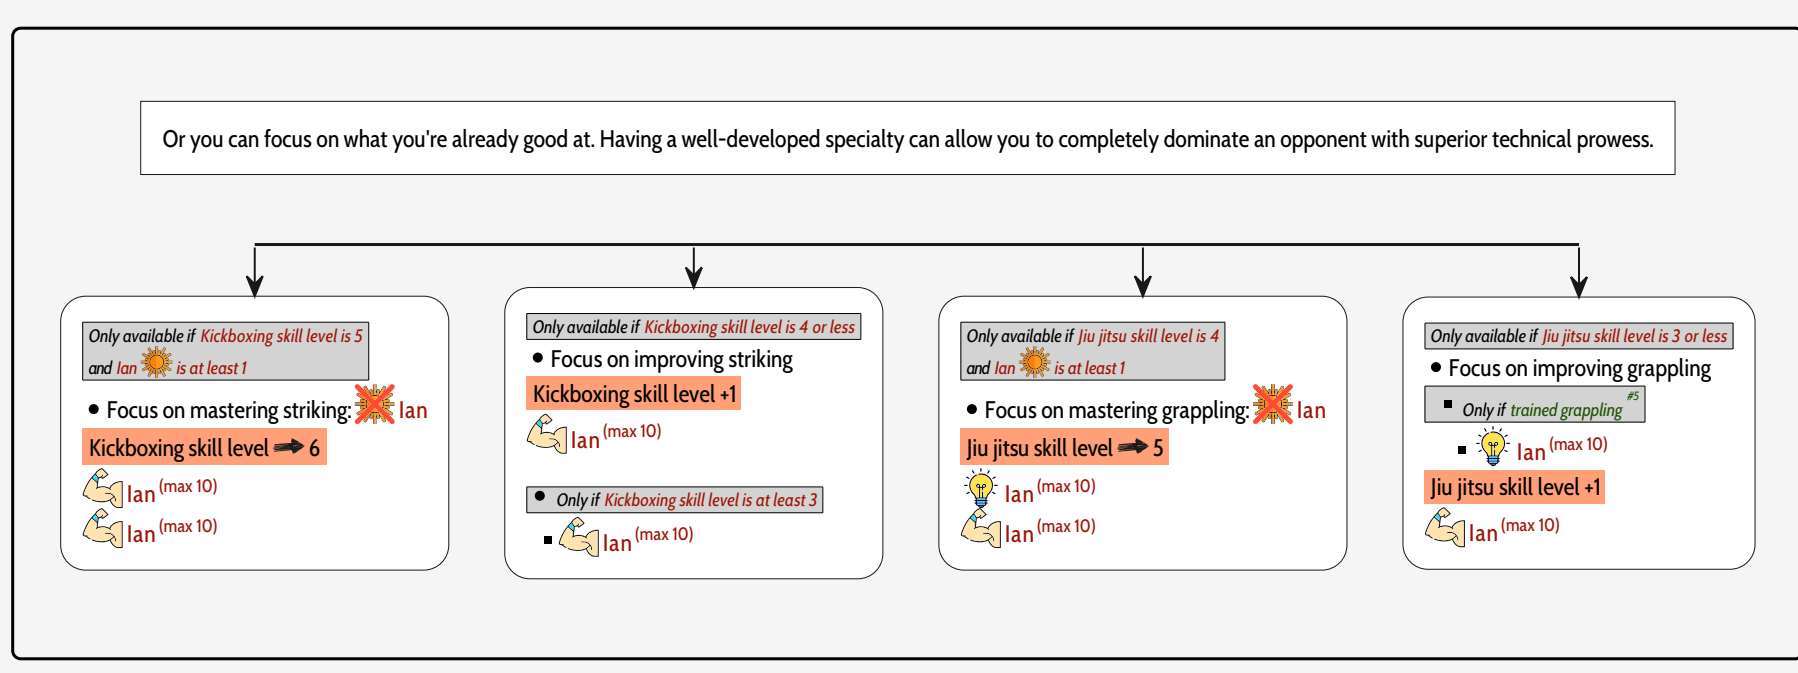 Or you can focus on what you're already good at. Having a well-developed specialty can allow you to completely dominate an opponent with superior technical prowess.
Only available if Kickboxing skill level is 5
and Ian is at least 1
Focus on mastering striking: Ian
Kickboxing skill level 6
Ian (max 10)
Ian (max 10)
Only available if Kickboxing skill level is 4 or less
Focus on improving striking
Kickboxing skill level +1
Ian (max 10)
Only if Kickboxing skill level is at least 3
Ian (max 10)
Only available if Jiu jitsu skill level is 4
and Ian is at least 1
Focus on mastering grappling: Ian
Jiu jitsu skill level 5
Ian (max 10)
Ian (max 10)
Only available if Jiu jitsu skill level is 3 or less
Focus on improving grappling
Only if trained grappling #5
Ian (max 10)
Jiu jitsu skill level +1
Ian (max 10)